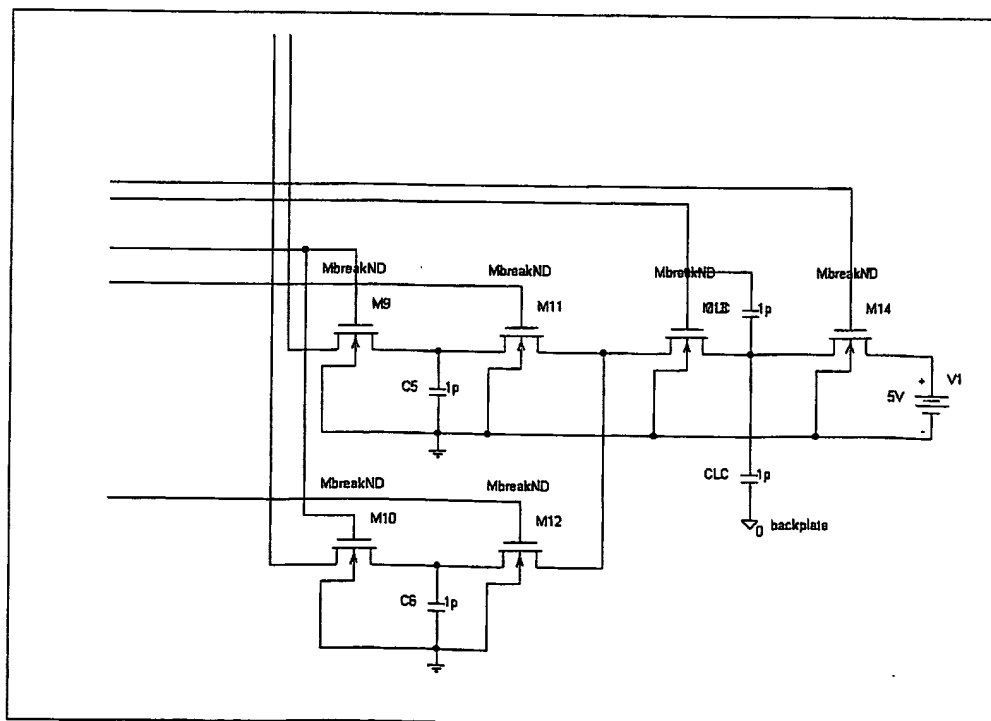 MbreakND
MbreakND
MbreakND
MbreakND
M9
M11
1p
M14
C5
1p
+
5V
V1
-
CLC
1p
MbreakND
MbreakND
M10
M12
0
backplate
C6
1p